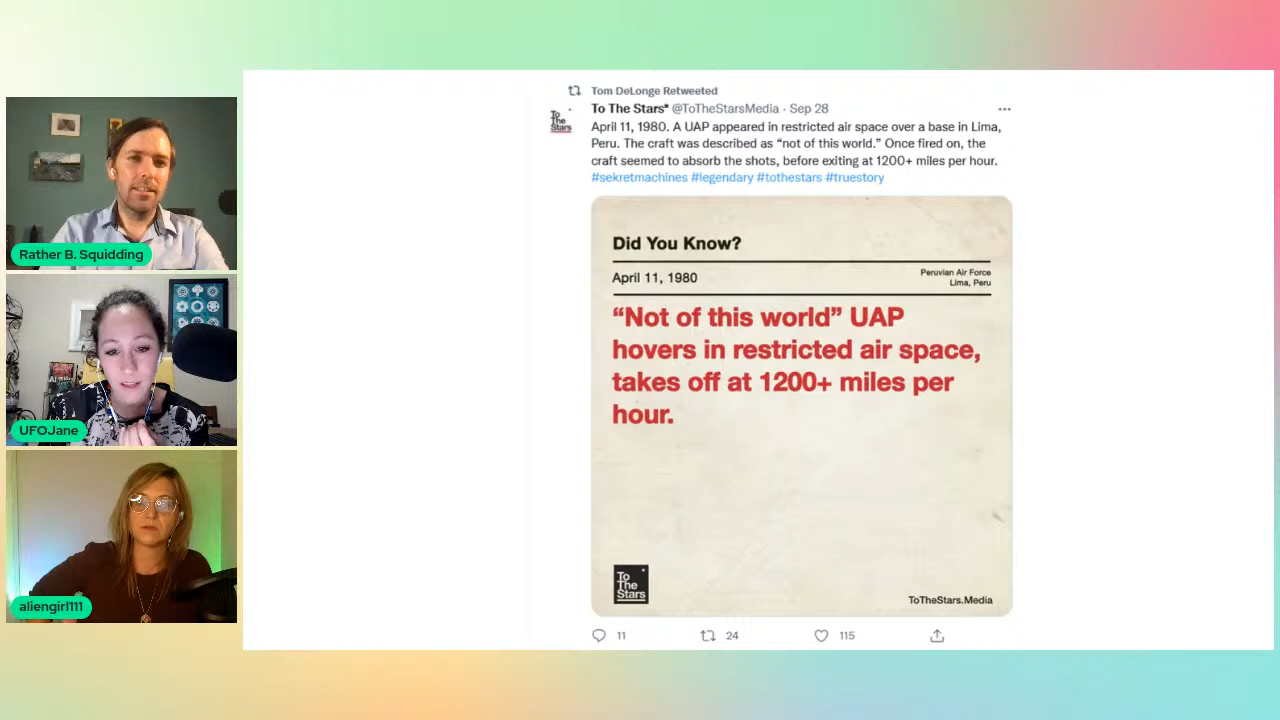 Tom DeLonge Retweeted
To The Stars* @ToTheStarsMedia · Sep 28
April 11, 1980. A UAP appeared in restricted air space over a base in Lima,
Peru. The craft was described as “not of this world.” Once fired on, the
craft seemed to absorb the shots, before exiting at 1200+ miles per hour.
#sekretmachines #legendary #tothestars #truestory
To
The
Stars
Did You Know?
April 11, 1980
Peruvian Air Force
Lima, Peru
“Not of this world” UAP
hovers in restricted air space,
takes off at 1200+ miles per
hour.
To
The
Stars
ToTheStars.Media
11 24 115
Rather B. Squidding
UFOJane
aliengirl111